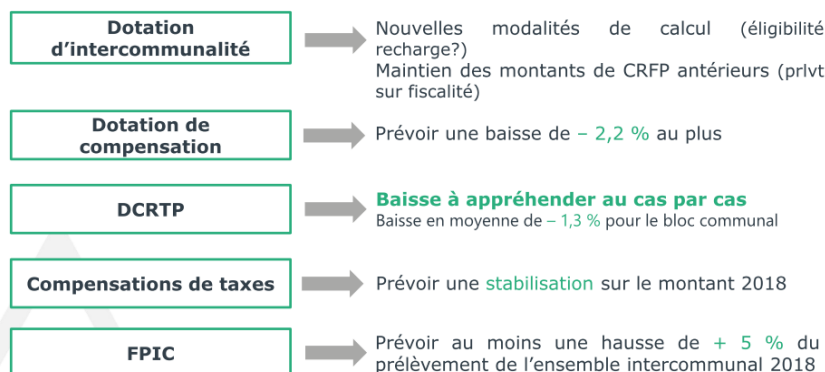 Dotation
d'intercommunalité
Nouvelles modalités de calcul (éligibilité
recharge?)
Maintien des montants de CRFP antérieurs (prlvt
sur fiscalité)
Dotation de
compensation
Prévoir une baisse de – 2,2 % au plus
DCRTP
Baisse à appréhender au cas par cas
Baisse en moyenne de – 1,3 % pour le bloc communal
Compensations de taxes
Prévoir une stabilisation sur le montant 2018
FPIC
Prévoir au moins une hausse de + 5 % du
prélèvement de l'ensemble intercommunal 2018